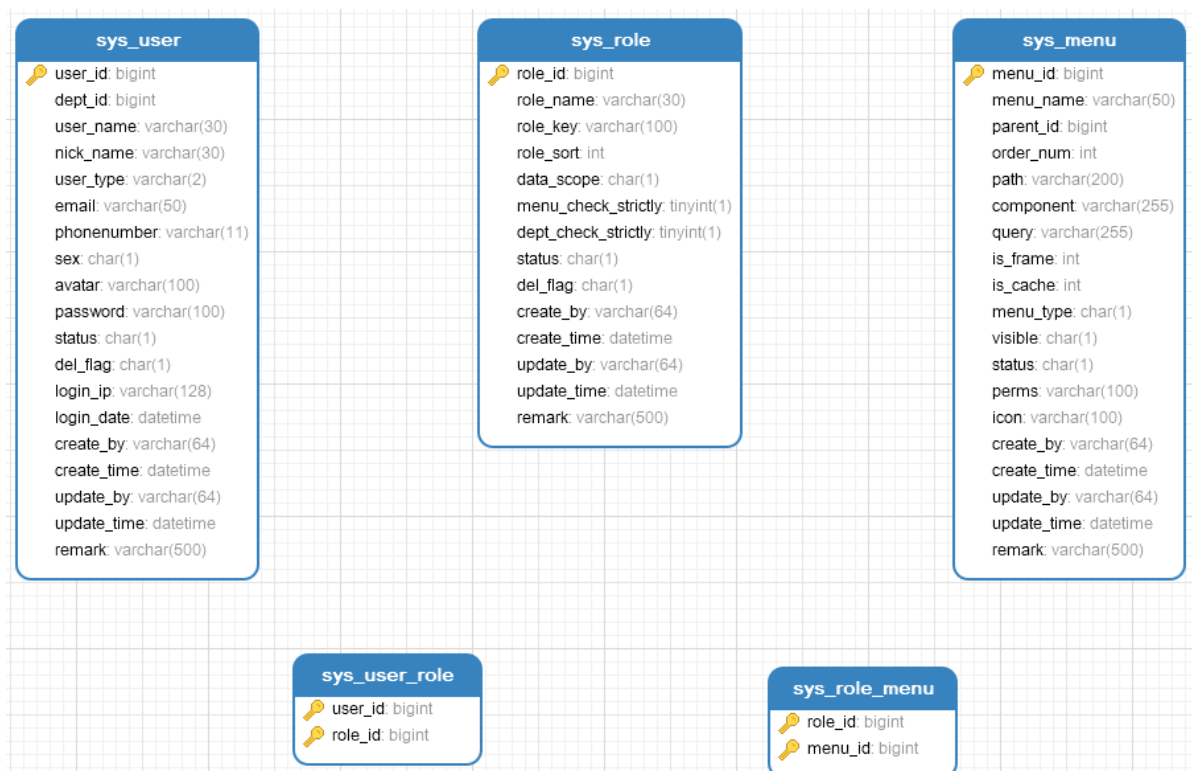 sys_user
user_id: bigint
dept_id: bigint
user_name: varchar(30)
nick_name: varchar(30)
user_type: varchar(2)
email: varchar(50)
phonenumber: varchar(11)
sex: char(1)
avatar: varchar(100)
password: varchar(100)
status: char(1)
del_flag: char(1)
login_ip: varchar(128)
login_date: datetime
create_by: varchar(64)
create_time: datetime
update_by: varchar(64)
update_time: datetime
remark: varchar(500)
sys_role
role_id: bigint
role_name: varchar(30)
role_key: varchar(100)
role_sort: int
data_scope: char(1)
menu_check_strictly: tinyint(1)
dept_check_strictly: tinyint(1)
status: char(1)
del_flag: char(1)
create_by: varchar(64)
create_time: datetime
update_by: varchar(64)
update_time: datetime
remark: varchar(500)
sys_menu
menu_id: bigint
menu_name: varchar(50)
parent_id: bigint
order_num: int
path: varchar(200)
component: varchar(255)
query: varchar(255)
is_frame: int
is_cache: int
menu_type: char(1)
visible: char(1)
status: char(1)
perms: varchar(100)
icon: varchar(100)
create_by: varchar(64)
create_time: datetime
update_by: varchar(64)
update_time: datetime
remark: varchar(500)
sys_user_role
user_id: bigint
role_id: bigint
sys_role_menu
role_id: bigint
menu_id: bigint